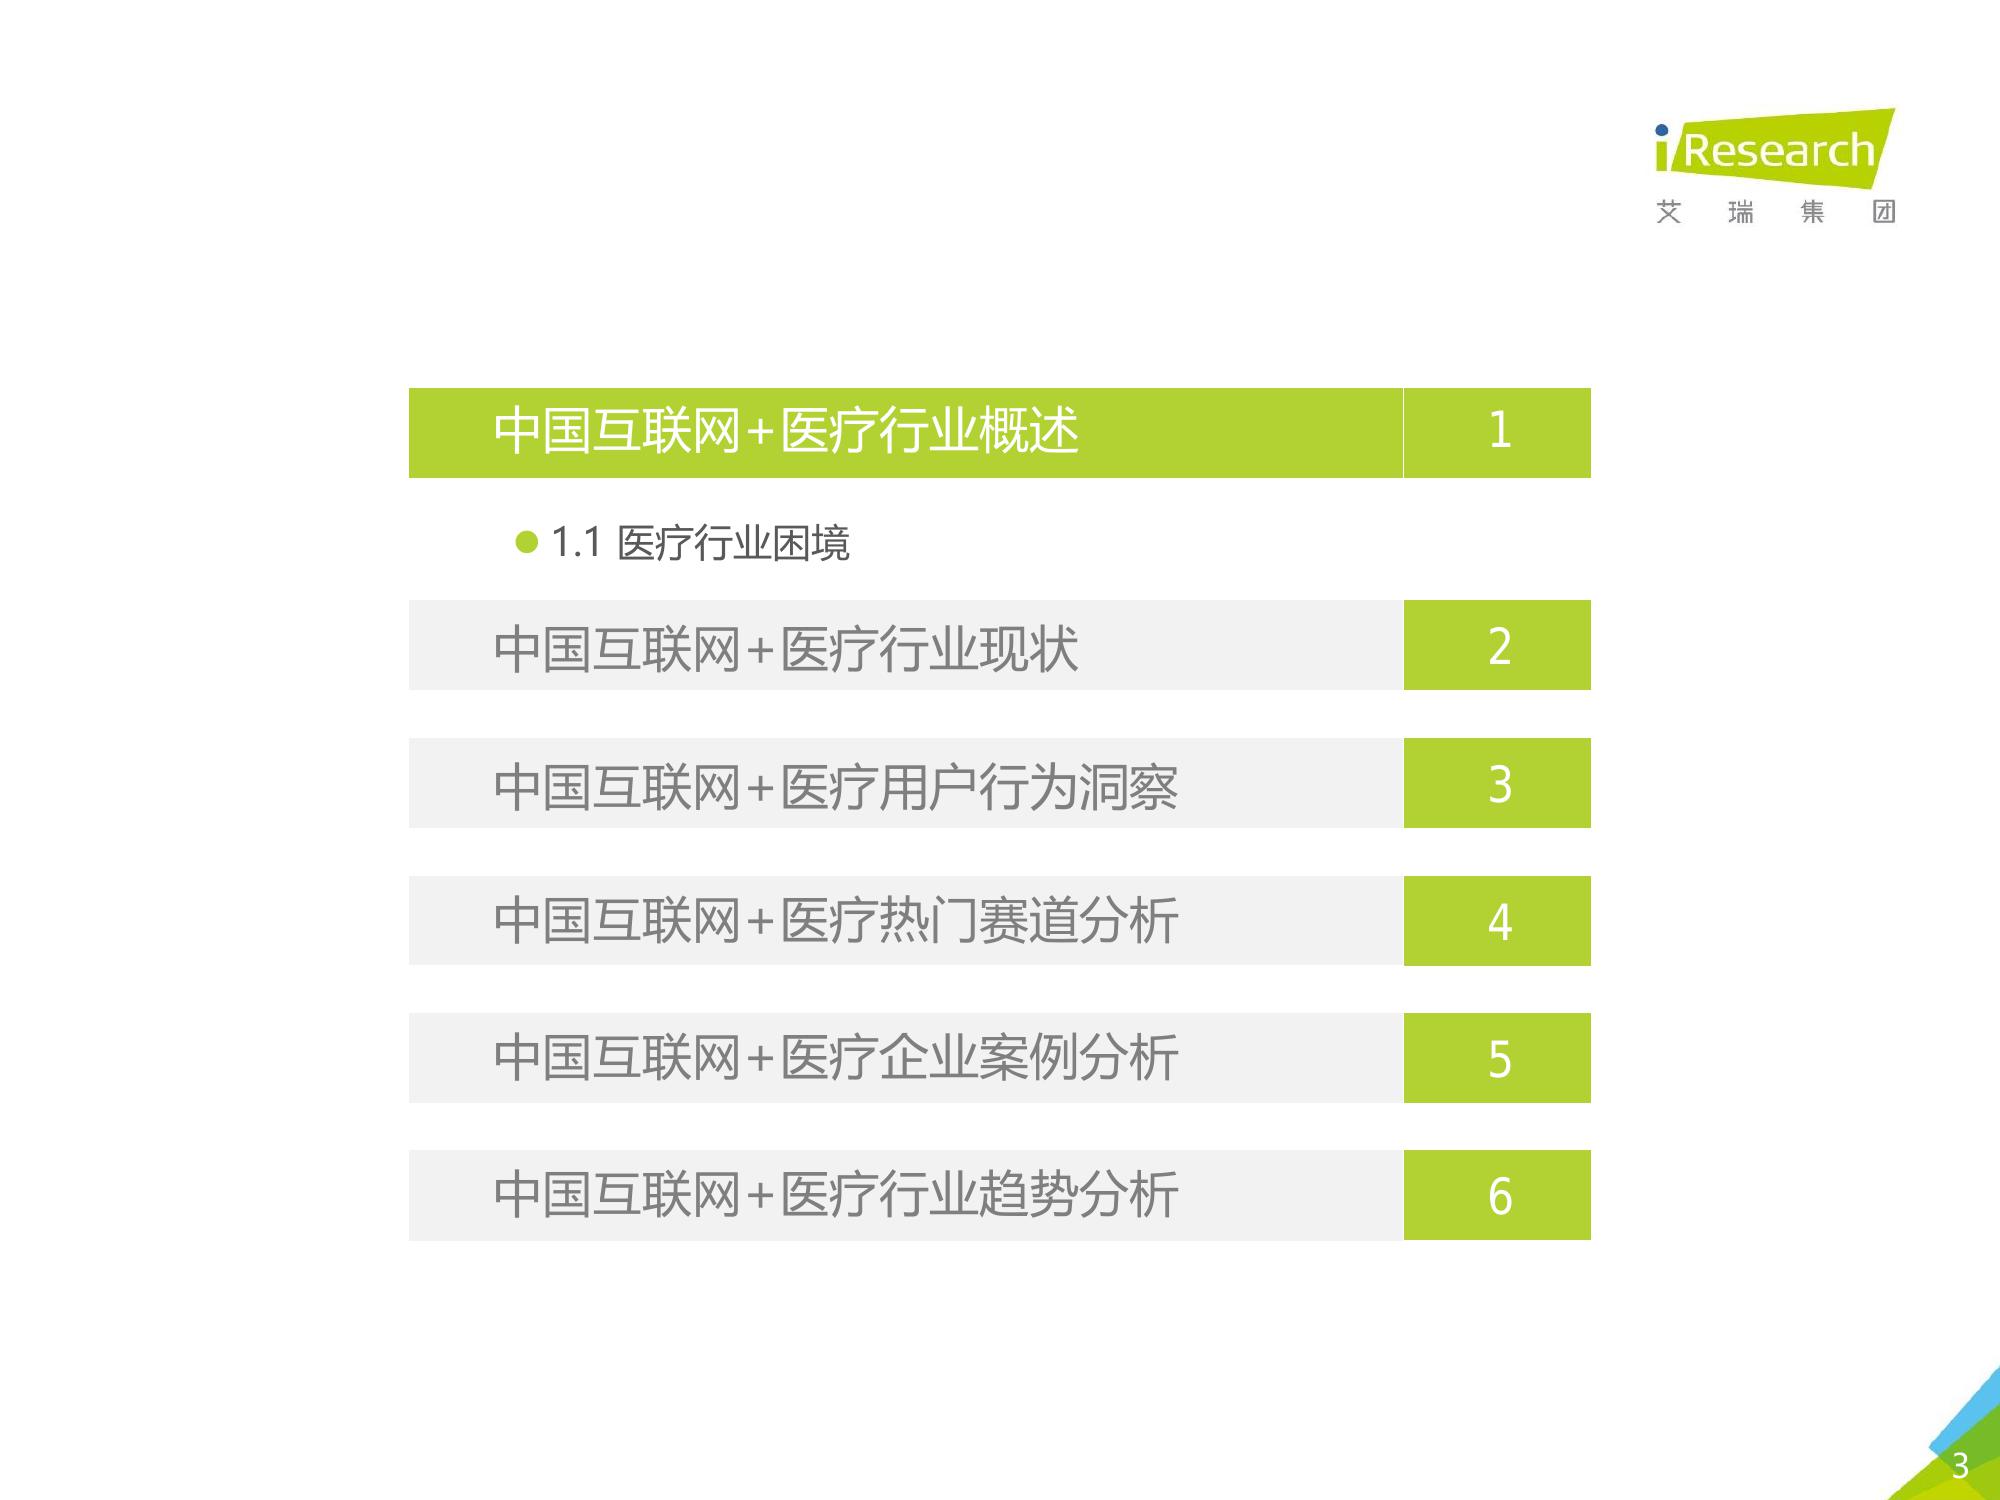 iResearch
艾瑞集团
中国互联网+医疗行业概述 1
1.1 医疗行业困境
中国互联网+医疗行业现状 2
中国互联网+医疗用户行为洞察 3
中国互联网+医疗热门赛道分析 4
中国互联网+医疗企业案例分析 5
中国互联网+医疗行业趋势分析 6
3